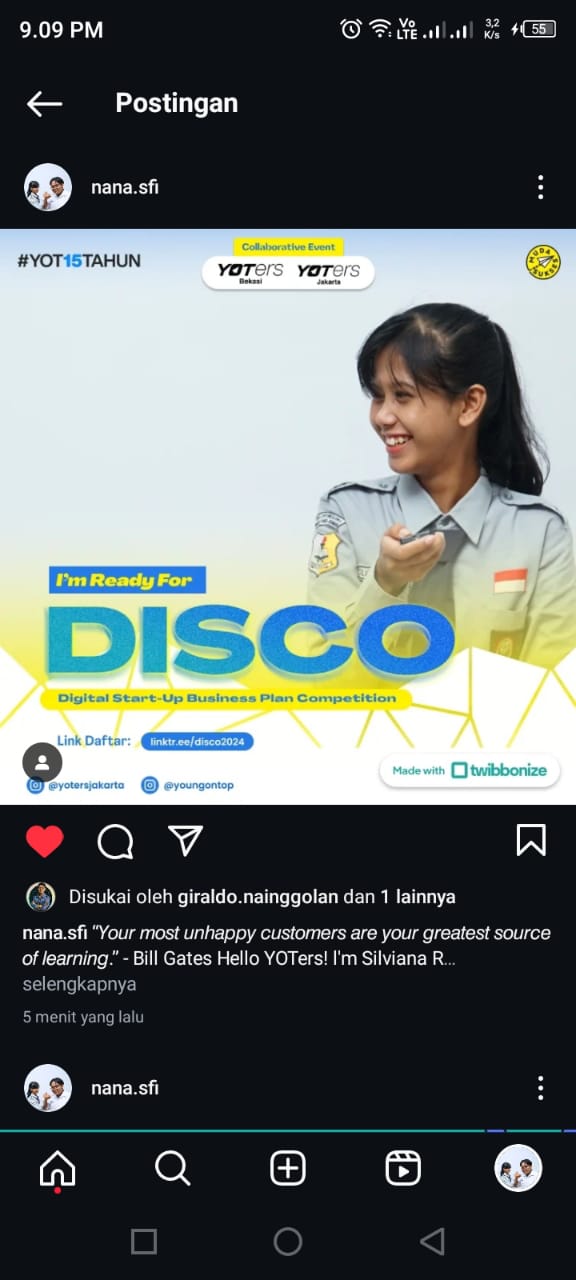 9.09 PM
Vo
LTE
3,2
K/s
55
Postingan
nana.sfi
#YOT15TAHUN
Collaborative Event
YOTers
Bekasi
YOTers
Jakarta
MUDA SUKSES
I'm Ready For
DISCO
Digital Start-Up Business Plan Competition
Link Daftar: linktr.ee/disco2024
@yotersjakarta @youngontop
Made with twibbonize
Disukai oleh giraldo.nainggolan dan 1 lainnya
nana.sfi "Your most unhappy customers are your greatest source
of learning." - Bill Gates Hello YOTers! I'm Silviana R...
selengkapnya
5 menit yang lalu
nana.sfi